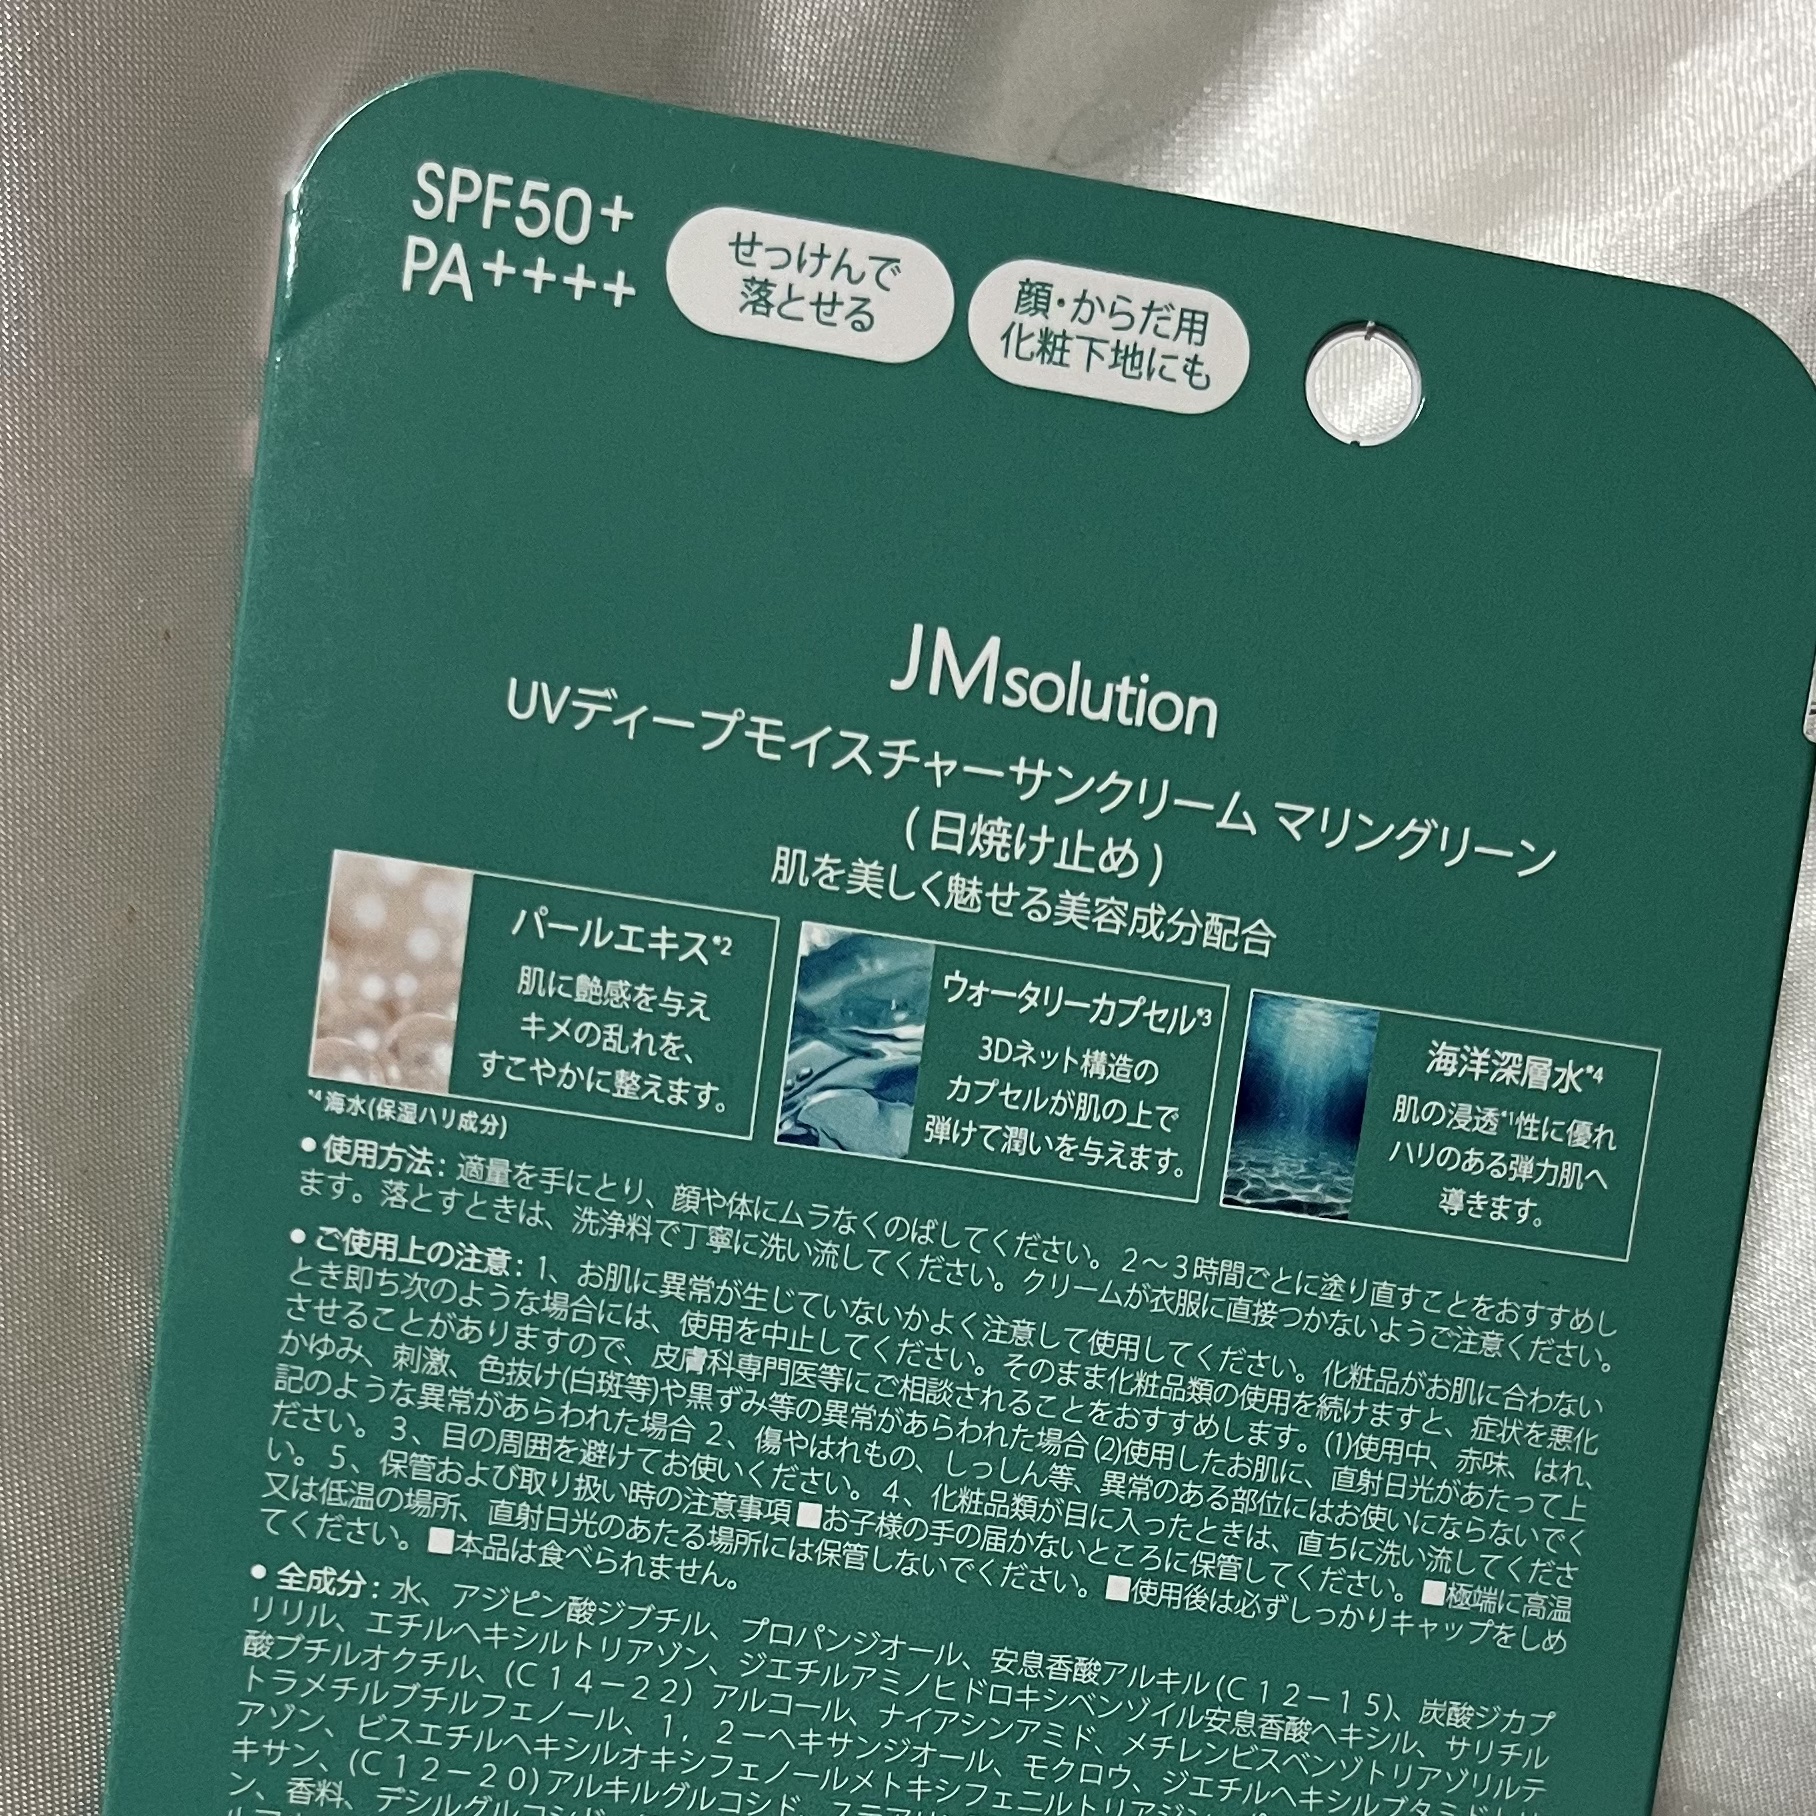 SPF50+
PA++++
せっけんで
落とせる
顔・からだ用
化粧下地にも
JMsolution
UVディープモイスチャーサンクリーム マリングリーン
(日焼け止め)
肌を美しく魅せる美容成分配合
パールエキス*2
肌に艶感を与え
キメの乱れを、
すこやかに整えます。
ウォータリーカプセル*3
3Dネット構造の
カプセルが肌の上で
弾けて潤いを与えます。
海洋深層水*4
肌の浸透*1性に優れ
ハリのある弾力肌へ
導きます。
*4 海水(保湿ハリ成分)
● 使用方法: 適量を手にとり、顔や体にムラなくのばしてください。2～3時間ごとに塗り直すことをおすすめし
ます。落とすときは、洗浄料で丁寧に洗い流してください。クリームが衣服に直接つかないようご注意ください。
● ご使用上の注意: 1、お肌に異常が生じていないかよく注意して使用してください。化粧品がお肌に合わない
とき即ち次のような場合には、使用を中止してください。そのまま化粧品類の使用を続けますと、症状を悪化
させることがありますので、皮膚科専門医等にご相談されることをおすすめします。(1)使用中、赤味、はれ、
かゆみ、刺激、色抜け(白斑等)や黒ずみ等の異常があらわれた場合 (2)使用したお肌に、直射日光があたって上
記のような異常があらわれた場合 2、傷やはれもの、しっしん等、異常のある部位にはお使いにならないでく
ださい。3、目の周囲を避けてお使いください。4、化粧品類が目に入ったときは、直ちに洗い流してくださ
い。5、保管および取り扱い時の注意事項 ■お子様の手の届かないところに保管してください。■極端に高温
又は低温の場所、直射日光のあたる場所には保管しないでください。■使用後は必ずしっかりキャップをしめ
てください。■本品は食べられません。
● 全成分: 水、アジピン酸ジブチル、プロパンジオール、安息香酸アルキル(C12-15)、炭酸ジカプ
リリル、エチルヘキシルトリアゾン、ジエチルアミノヒドロキシベンゾイル安息香酸ヘキシル、サリチル
酸ブチルオクチル、(C14-22)アルコール、ナイアシンアミド、メチレンビスベンゾトリアゾリルテ
トラメチルブチルフェノール、1，2-ヘキサンジオール、モクロウ、ジエチルヘキシルブタミドトリ
アゾン、ビスエチルヘキシルオキシフェノールメトキシフェニルトリアジン、
キサン、(C12-20)アルキルグルコシド、
ン、香料、デシルグルコシド、